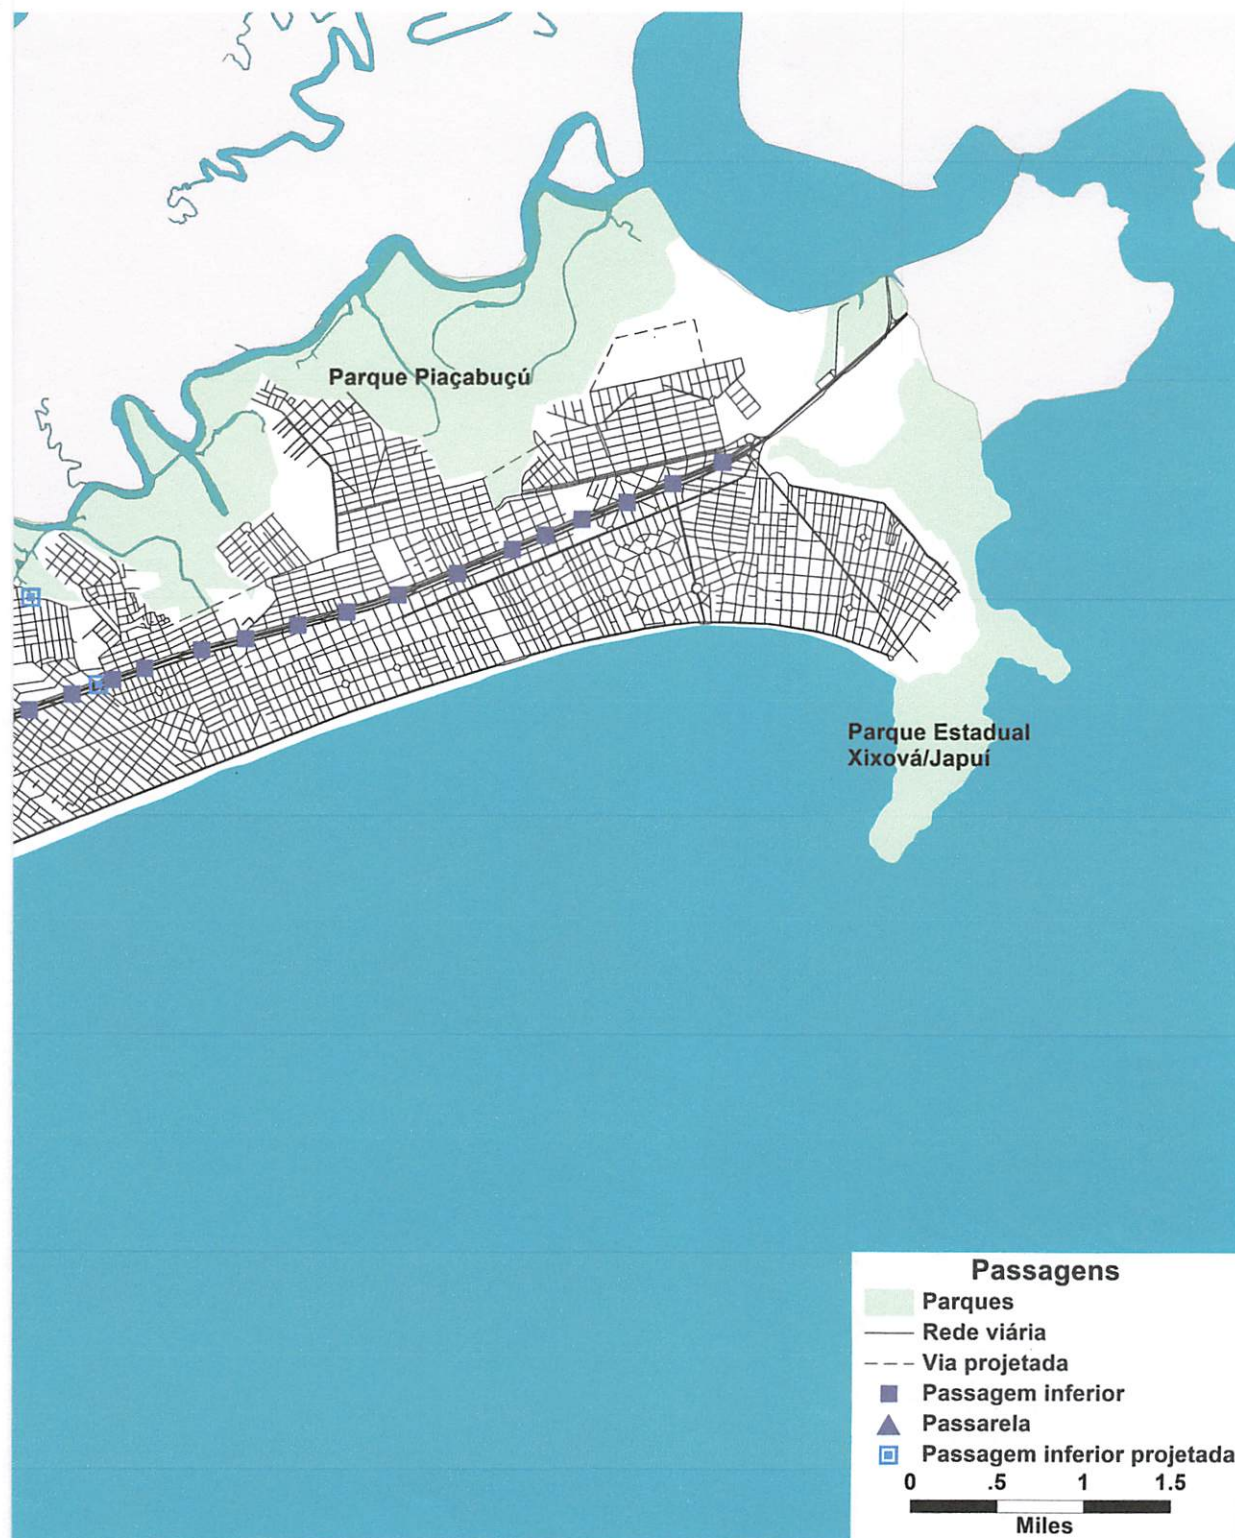 Parque Piaçabuçú
Parque Estadual
Xixová/Japuí
Passagens
Parques
Rede viária
Via projetada
Passagem inferior
Passarela
Passagem inferior projetada
0 .5 1 1.5
Miles